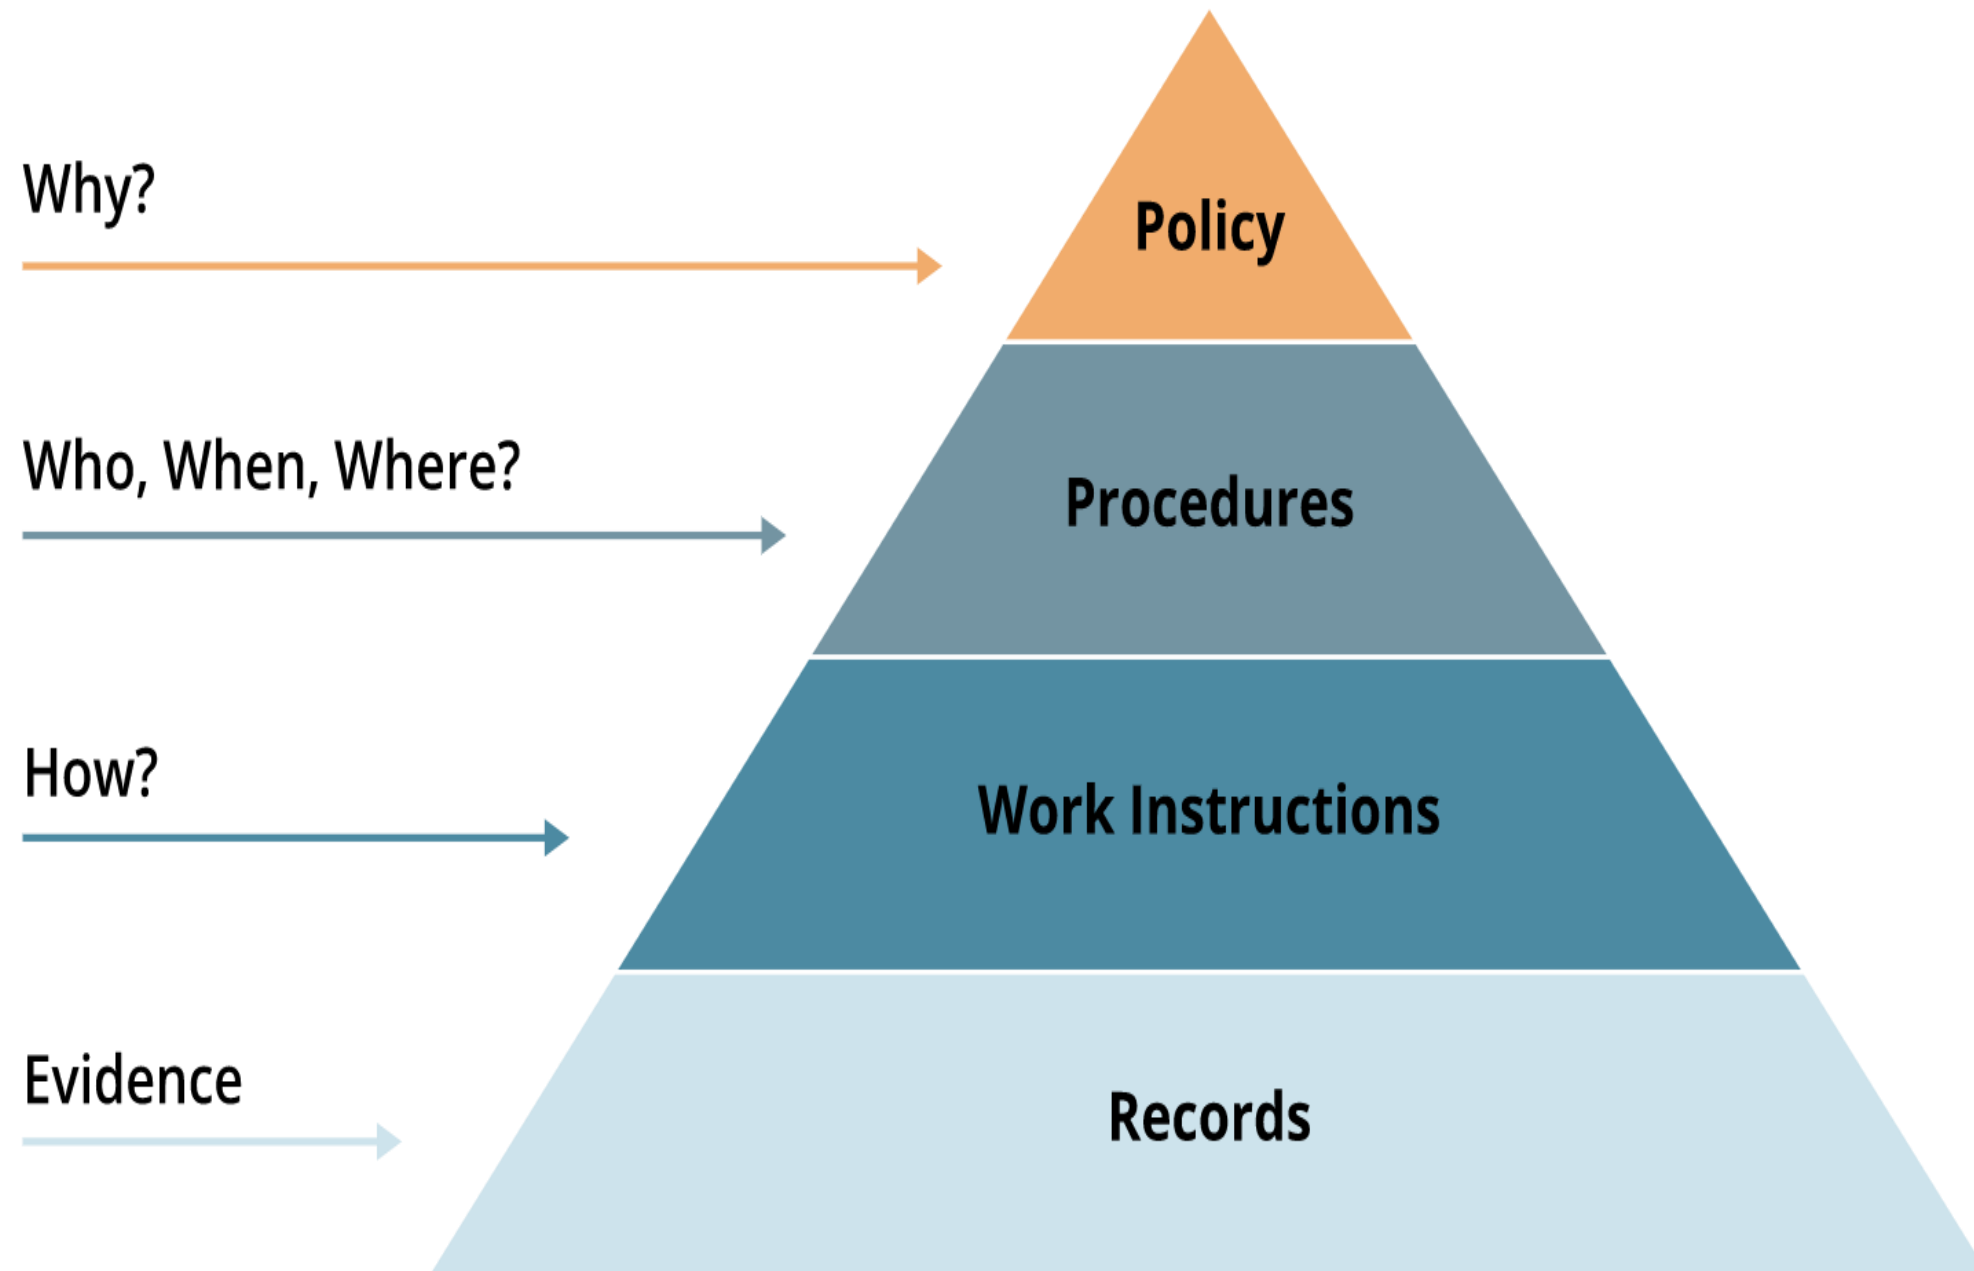 Why?
Policy
Who, When, Where?
Procedures
How?
Work Instructions
Evidence
Records